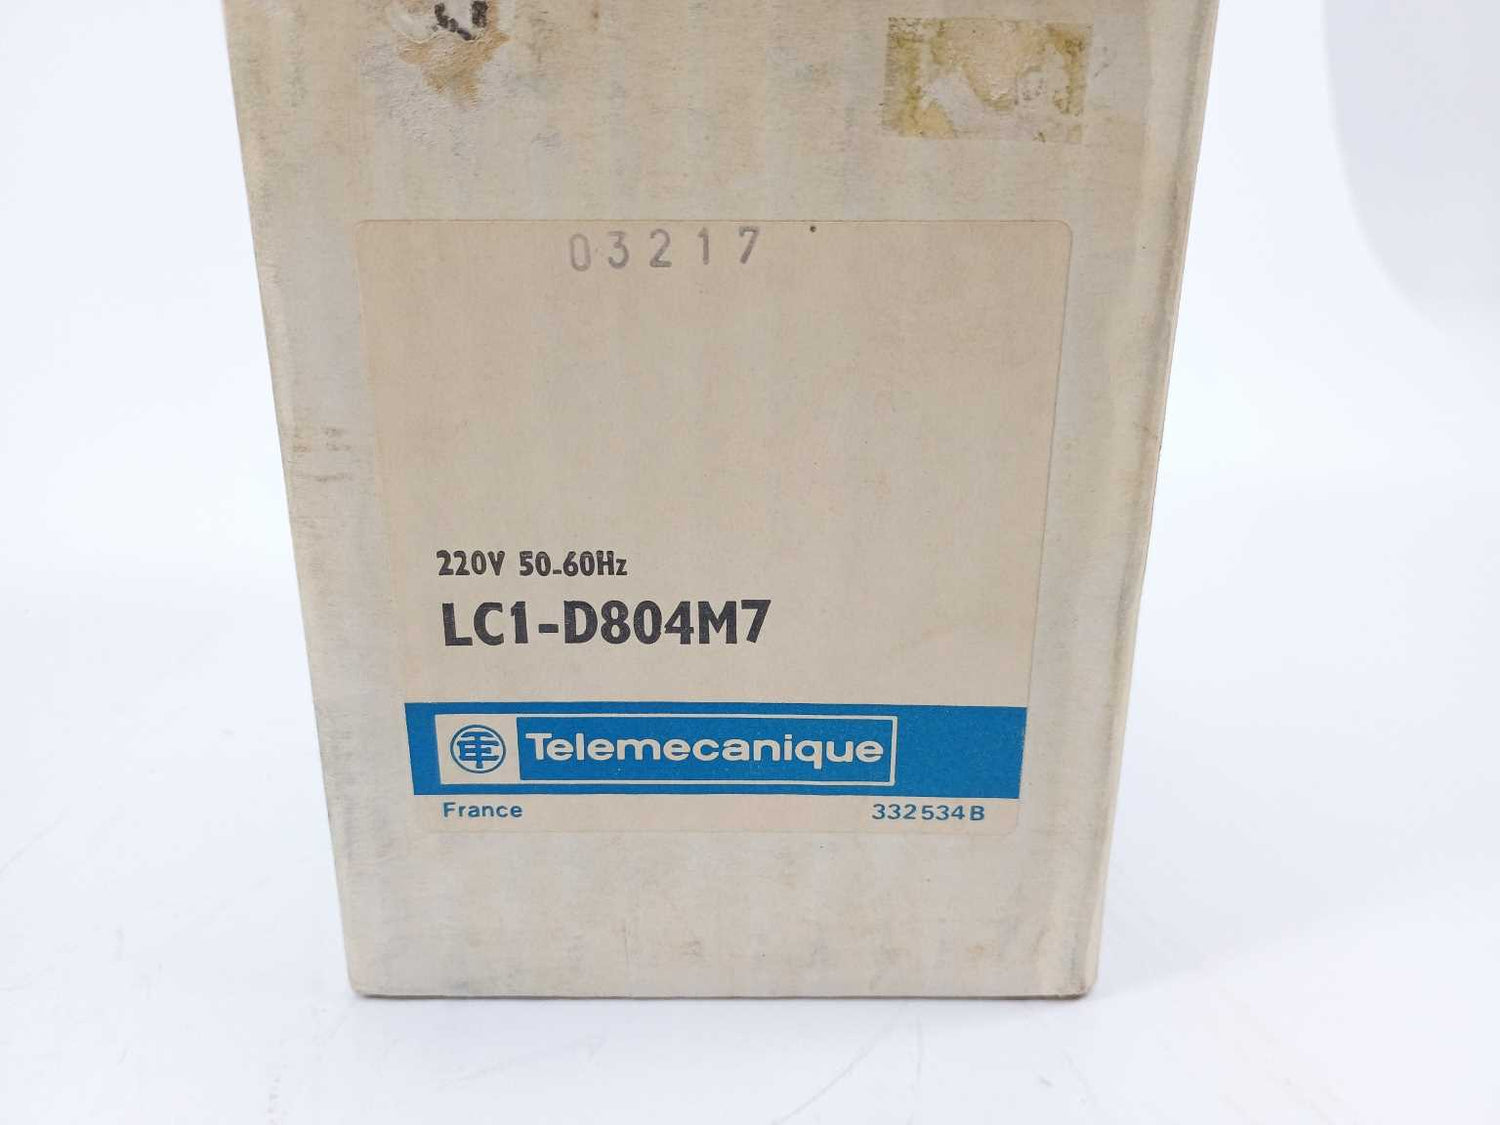 03217
220V 50-60Hz
LC1-D804M7
Telemecanique
France 332534B